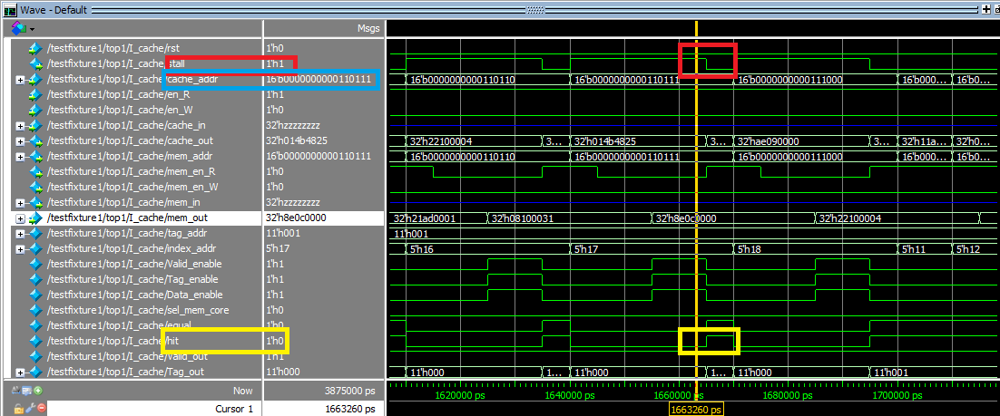 Wave - Default
Msgs
/testfixture1/top1/I_cache/rst 1'h0
/testfixture1/top1/I_cache/stall 1'h1
/testfixture1/top1/I_cache/cache_addr 16'b0000000000110111 16'b0000000000110110 16'b0000000000110111 16'b0000000000111000 16'b0... 16'b0...
/testfixture1/top1/I_cache/en_R 1'h1
/testfixture1/top1/I_cache/en_W 1'h0
/testfixture1/top1/I_cache/cache_in 32'hzzzzzzzz
/testfixture1/top1/I_cache/cache_out 32'h014b4825 32'h22100004 3... 32'h014b4825 3... 32'hae090000 3... 32'h11a... 32'h0...
/testfixture1/top1/I_cache/mem_addr 16'b0000000000110111 16'b0000000000110110 16'b0000000000110111 16'b0000000000111000 16'b0... 16'b0...
/testfixture1/top1/I_cache/mem_en_R 1'h0
/testfixture1/top1/I_cache/mem_en_W 1'h0
/testfixture1/top1/I_cache/mem_in 32'hzzzzzzzz
/testfixture1/top1/I_cache/mem_out 32'h8e0c0000 32'h21ad0001 32'h08100031 32'h8e0c0000 32'h22100004
/testfixture1/top1/I_cache/tag_addr 11'h001 11'h001
/testfixture1/top1/I_cache/index_addr 5'h17 5'h16 5'h17 5'h18 5'h11 5'h12
/testfixture1/top1/I_cache/Valid_enable 1'h1
/testfixture1/top1/I_cache/Tag_enable 1'h1
/testfixture1/top1/I_cache/Data_enable 1'h1
/testfixture1/top1/I_cache/sel_mem_core 1'h0
/testfixture1/top1/I_cache/equal 1'h0
/testfixture1/top1/I_cache/hit 1'h0
/testfixture1/top1/I_cache/Valid_out 1'h1
/testfixture1/top1/I_cache/Tag_out 11'h000 11'h000 1... 11'h000 1... 11'h000 11'h001
Now 3875000 ps 1620000 ps 1640000 ps 1660000 ps 1680000 ps 1700000 ps
Cursor 1 1663260 ps 1663260 ps